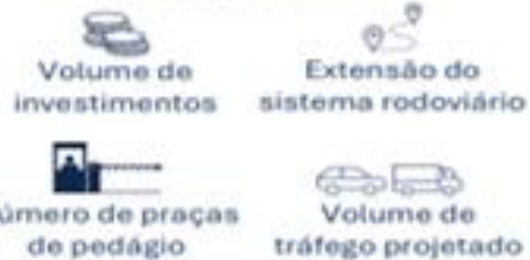 Volume de
investimentos
Extensão do
sistema rodoviário
úmero de praças
de pedágio
Volume de
tráfego projetado